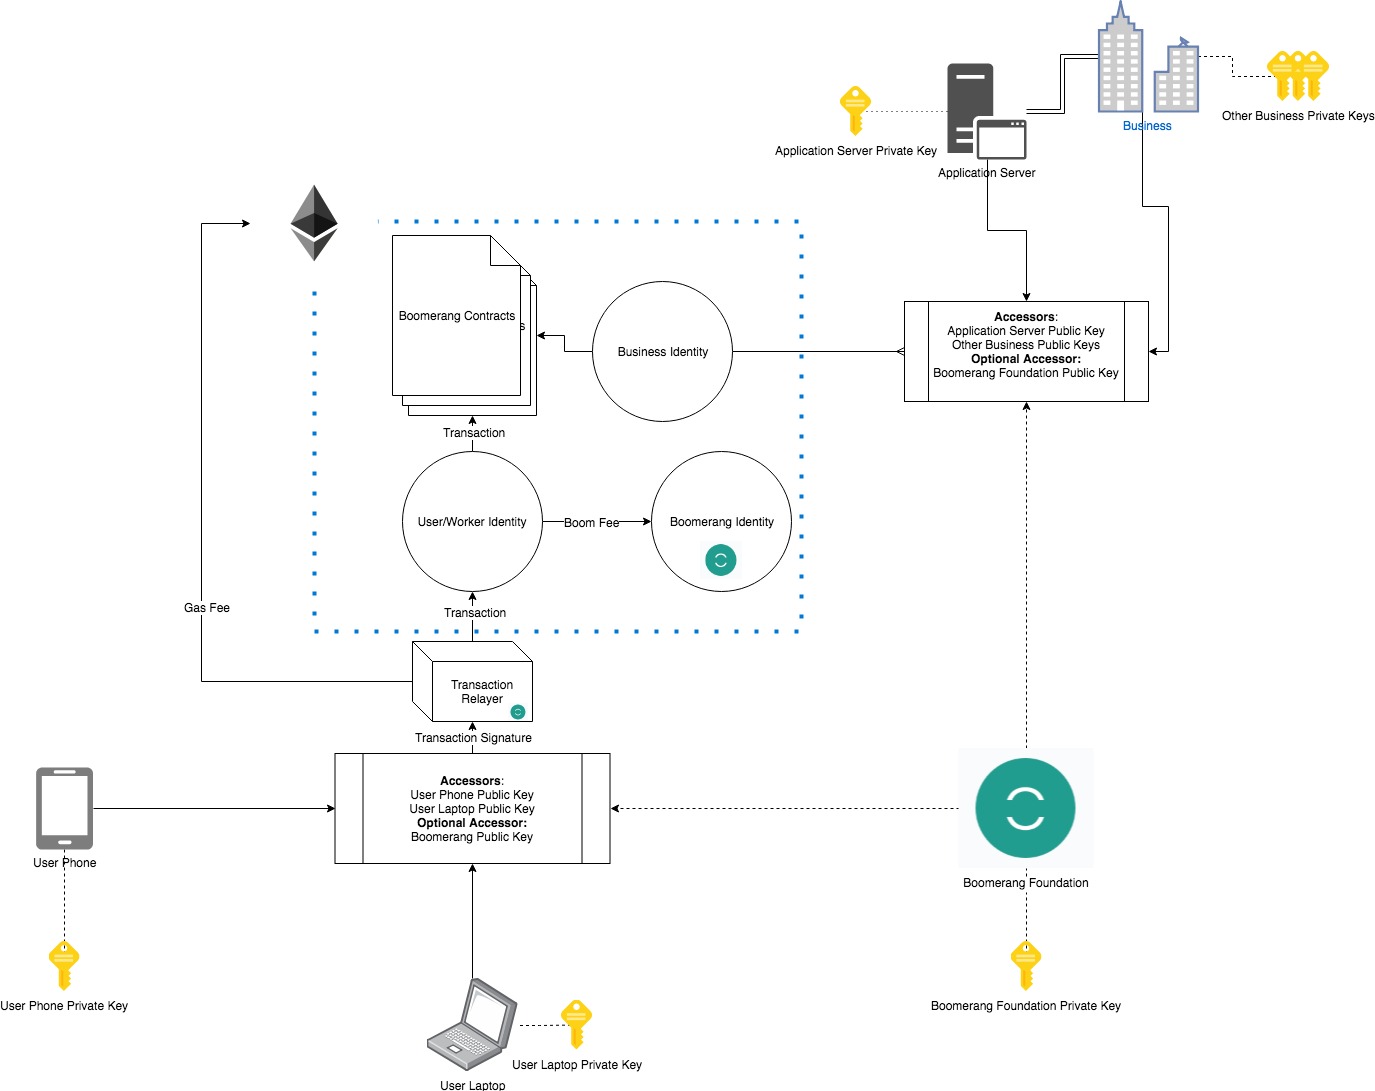 Business
Other Business Private Keys
Application Server Private Key
Application Server
Boomerang Contracts
s
Business Identity
Accessors:
Application Server Public Key
Other Business Public Keys
Optional Accessor:
Boomerang Foundation Public Key
Transaction
User/Worker Identity
Boom Fee
Boomerang Identity
Gas Fee
Transaction
Transaction
Relayer
Transaction Signature
Accessors:
User Phone Public Key
User Laptop Public Key
Optional Accessor:
Boomerang Public Key
User Phone
Boomerang Foundation
User Phone Private Key
Boomerang Foundation Private Key
User Laptop Private Key
User Laptop